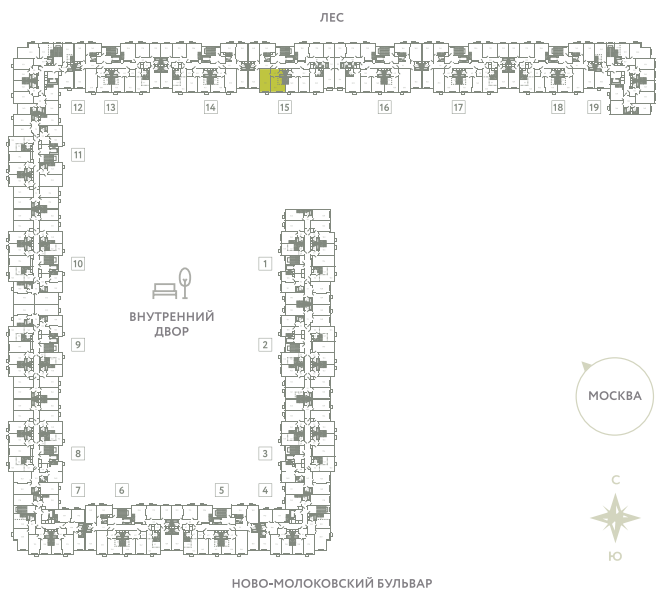 ЛЕС
12 13 14 15 16 17 18 19
11
10 1
ВНУТРЕННИЙ
ДВОР
9 2
МОСКВА
8 3
7 6 5 4
С
Ю
НОВО-МОЛОКОВСКИЙ БУЛЬВАР